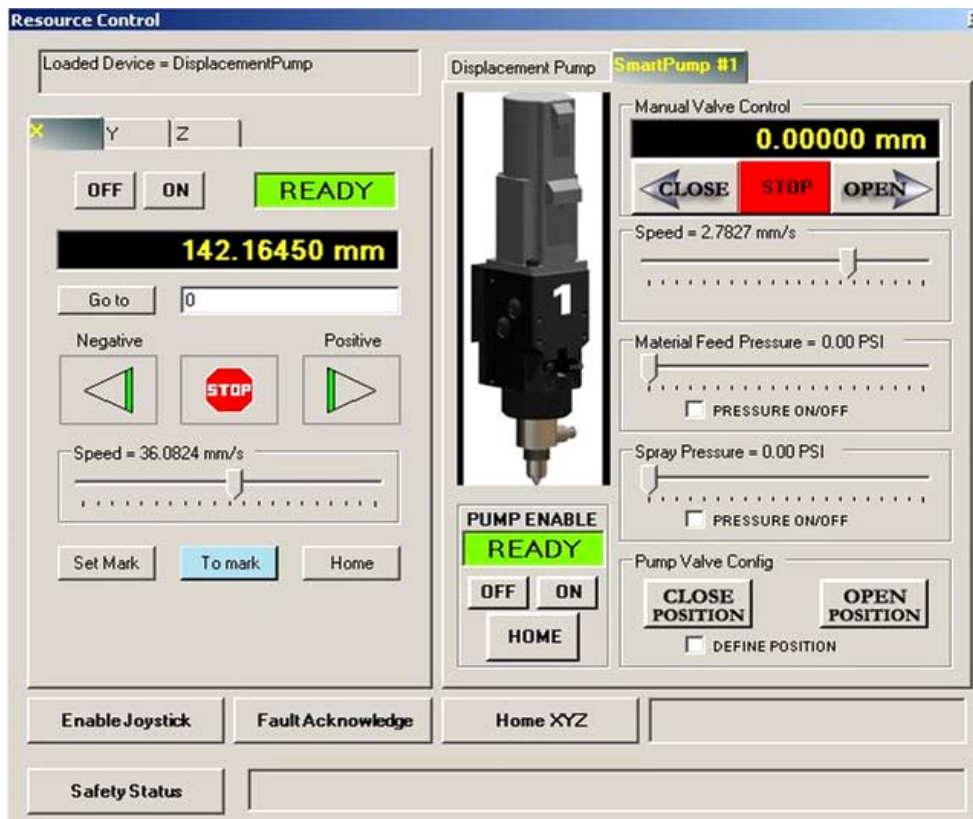 Resource Control
Loaded Device = DisplacementPump
X Y Z
OFF ON READY
142.16450 mm
Go to 0
Negative Positive
STOP
Speed = 36.0824 mm/s
Set Mark To mark Home
Displacement Pump SmartPump #1
1
PUMP ENABLE
READY
OFF ON
HOME
Manual Valve Control
0.00000 mm
CLOSE STOP OPEN
Speed = 2.7827 mm/s
Material Feed Pressure = 0.00 PSI
PRESSURE ON/OFF
Spray Pressure = 0.00 PSI
PRESSURE ON/OFF
Pump Valve Config
CLOSE POSITION OPEN POSITION
DEFINE POSITION
Enable Joystick Fault Acknowledge Home XYZ
Safety Status